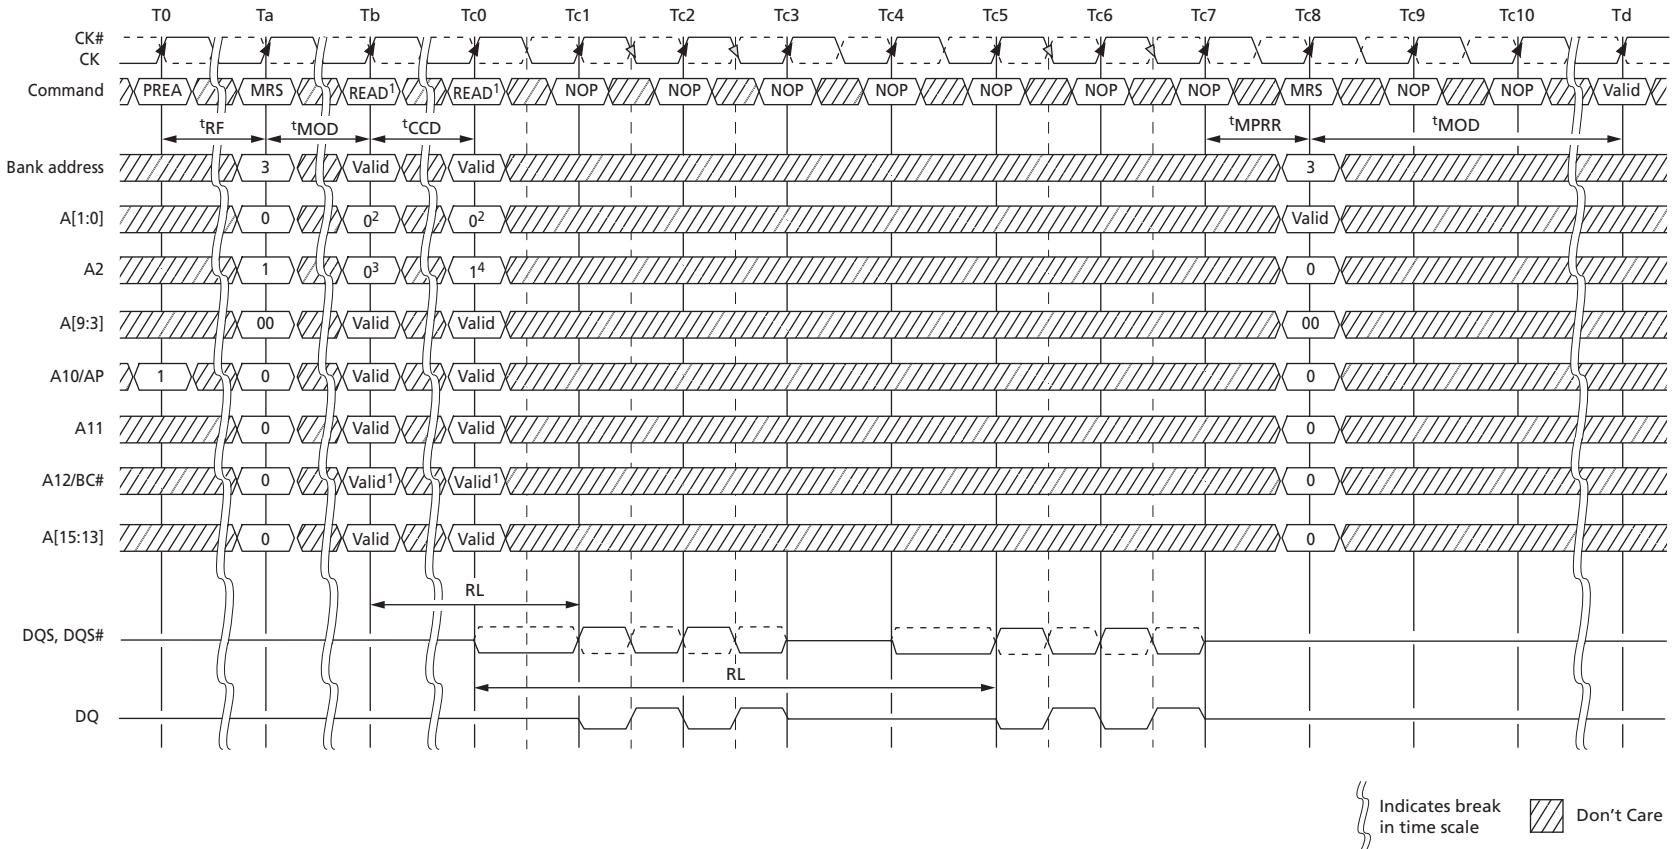 T0 Ta Tb Tc0 Tc1 Tc2 Tc3 Tc4 Tc5 Tc6 Tc7 Tc8 Tc9 Tc10 Td
CK#
CK
Command PREA MRS READ¹ READ¹ NOP NOP NOP NOP NOP NOP NOP MRS NOP NOP Valid
ᵗRF ᵗMOD ᵗCCD ᵗMPRR ᵗMOD
Bank address 3 Valid Valid 3
A[1:0] 0 0² 0² Valid
A2 1 0³ 1⁴ 0
A[9:3] 00 Valid Valid 00
A10/AP 1 0 Valid Valid 0
A11 0 Valid Valid 0
A12/BC# 0 Valid¹ Valid¹ 0
A[15:13] 0 Valid Valid 0
RL
DQS, DQS#
RL
DQ
Indicates break
in time scale
Don't Care